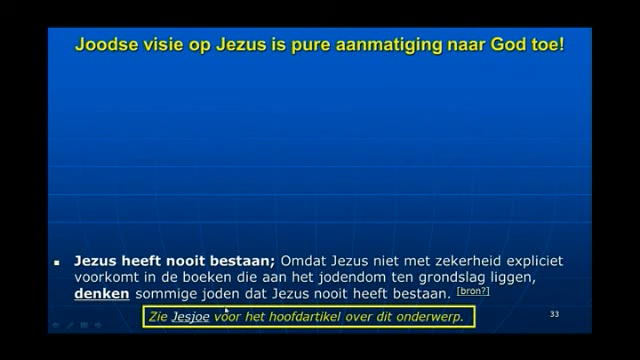 Joodse visie op Jezus is pure aanmatiging naar God toe!
▪ Jezus heeft nooit bestaan; Omdat Jezus niet met zekerheid expliciet
voorkomt in de boeken die aan het jodendom ten grondslag liggen,
denken sommige joden dat Jezus nooit heeft bestaan. [bron?]
Zie Jesjoe voor het hoofdartikel over dit onderwerp.
33